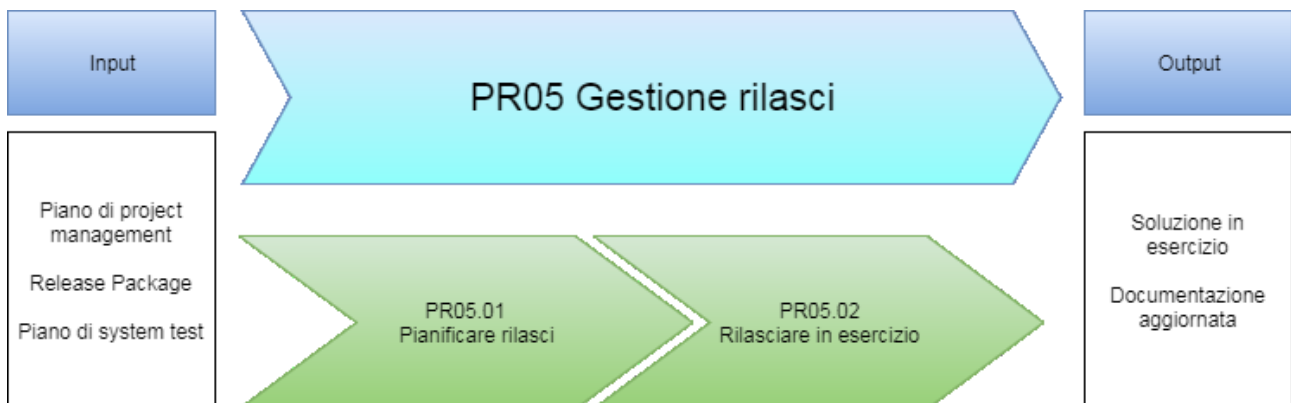 Input
PR05 Gestione rilasci
Output
Piano di project
management
Release Package
Piano di system test
PR05.01
Pianificare rilasci
PR05.02
Rilasciare in esercizio
Soluzione in
esercizio
Documentazione
aggiornata